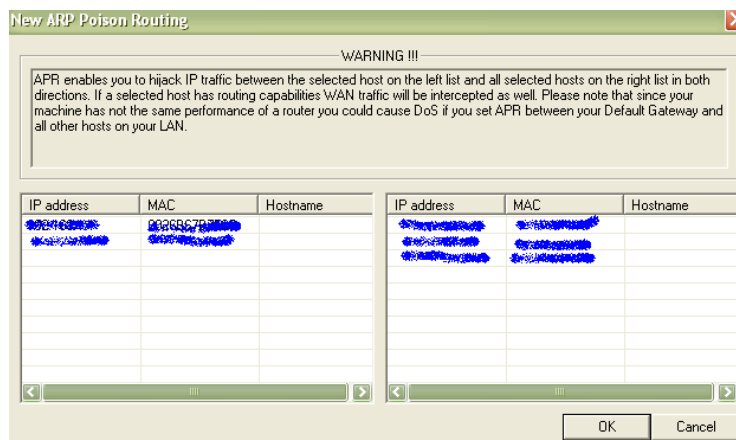 New ARP Poison Routing
WARNING !!!
APR enables you to hijack IP traffic between the selected host on the left list and all selected hosts on the right list in both
directions. If a selected host has routing capabilities WAN traffic will be intercepted as well. Please note that since your
machine has not the same performance of a router you could cause DoS if you set APR between your Default Gateway and
all other hosts on your LAN.
IP address MAC Hostname IP address MAC Hostname
OK Cancel